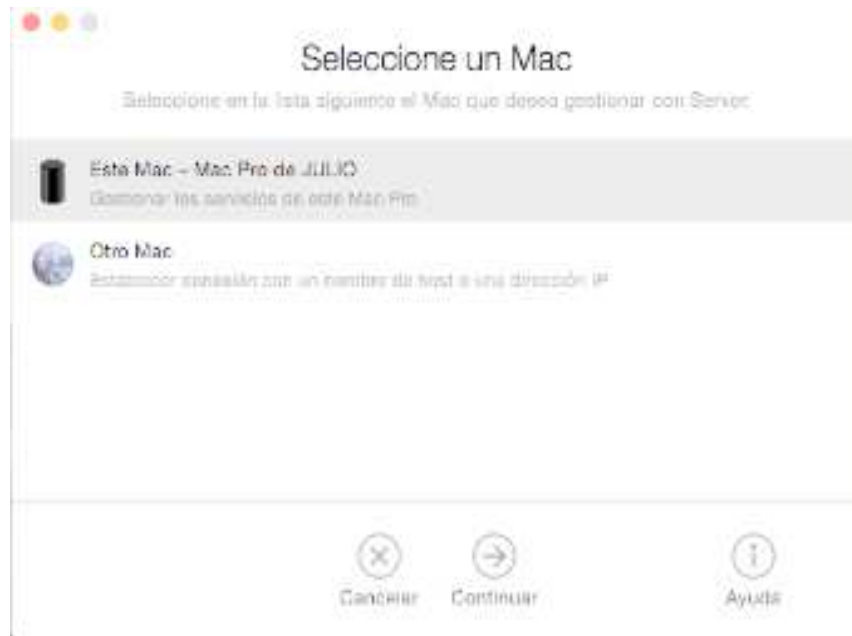 Seleccione un Mac
Seleccione en la lista siguiente el Mac que desea gestionar con Server.
Este Mac – Mac Pro de JULIO
Gestionar los servicios de este Mac Pro
Otro Mac
Establecer conexión con un nombre de host o una dirección IP
Cancelar Continuar Ayuda